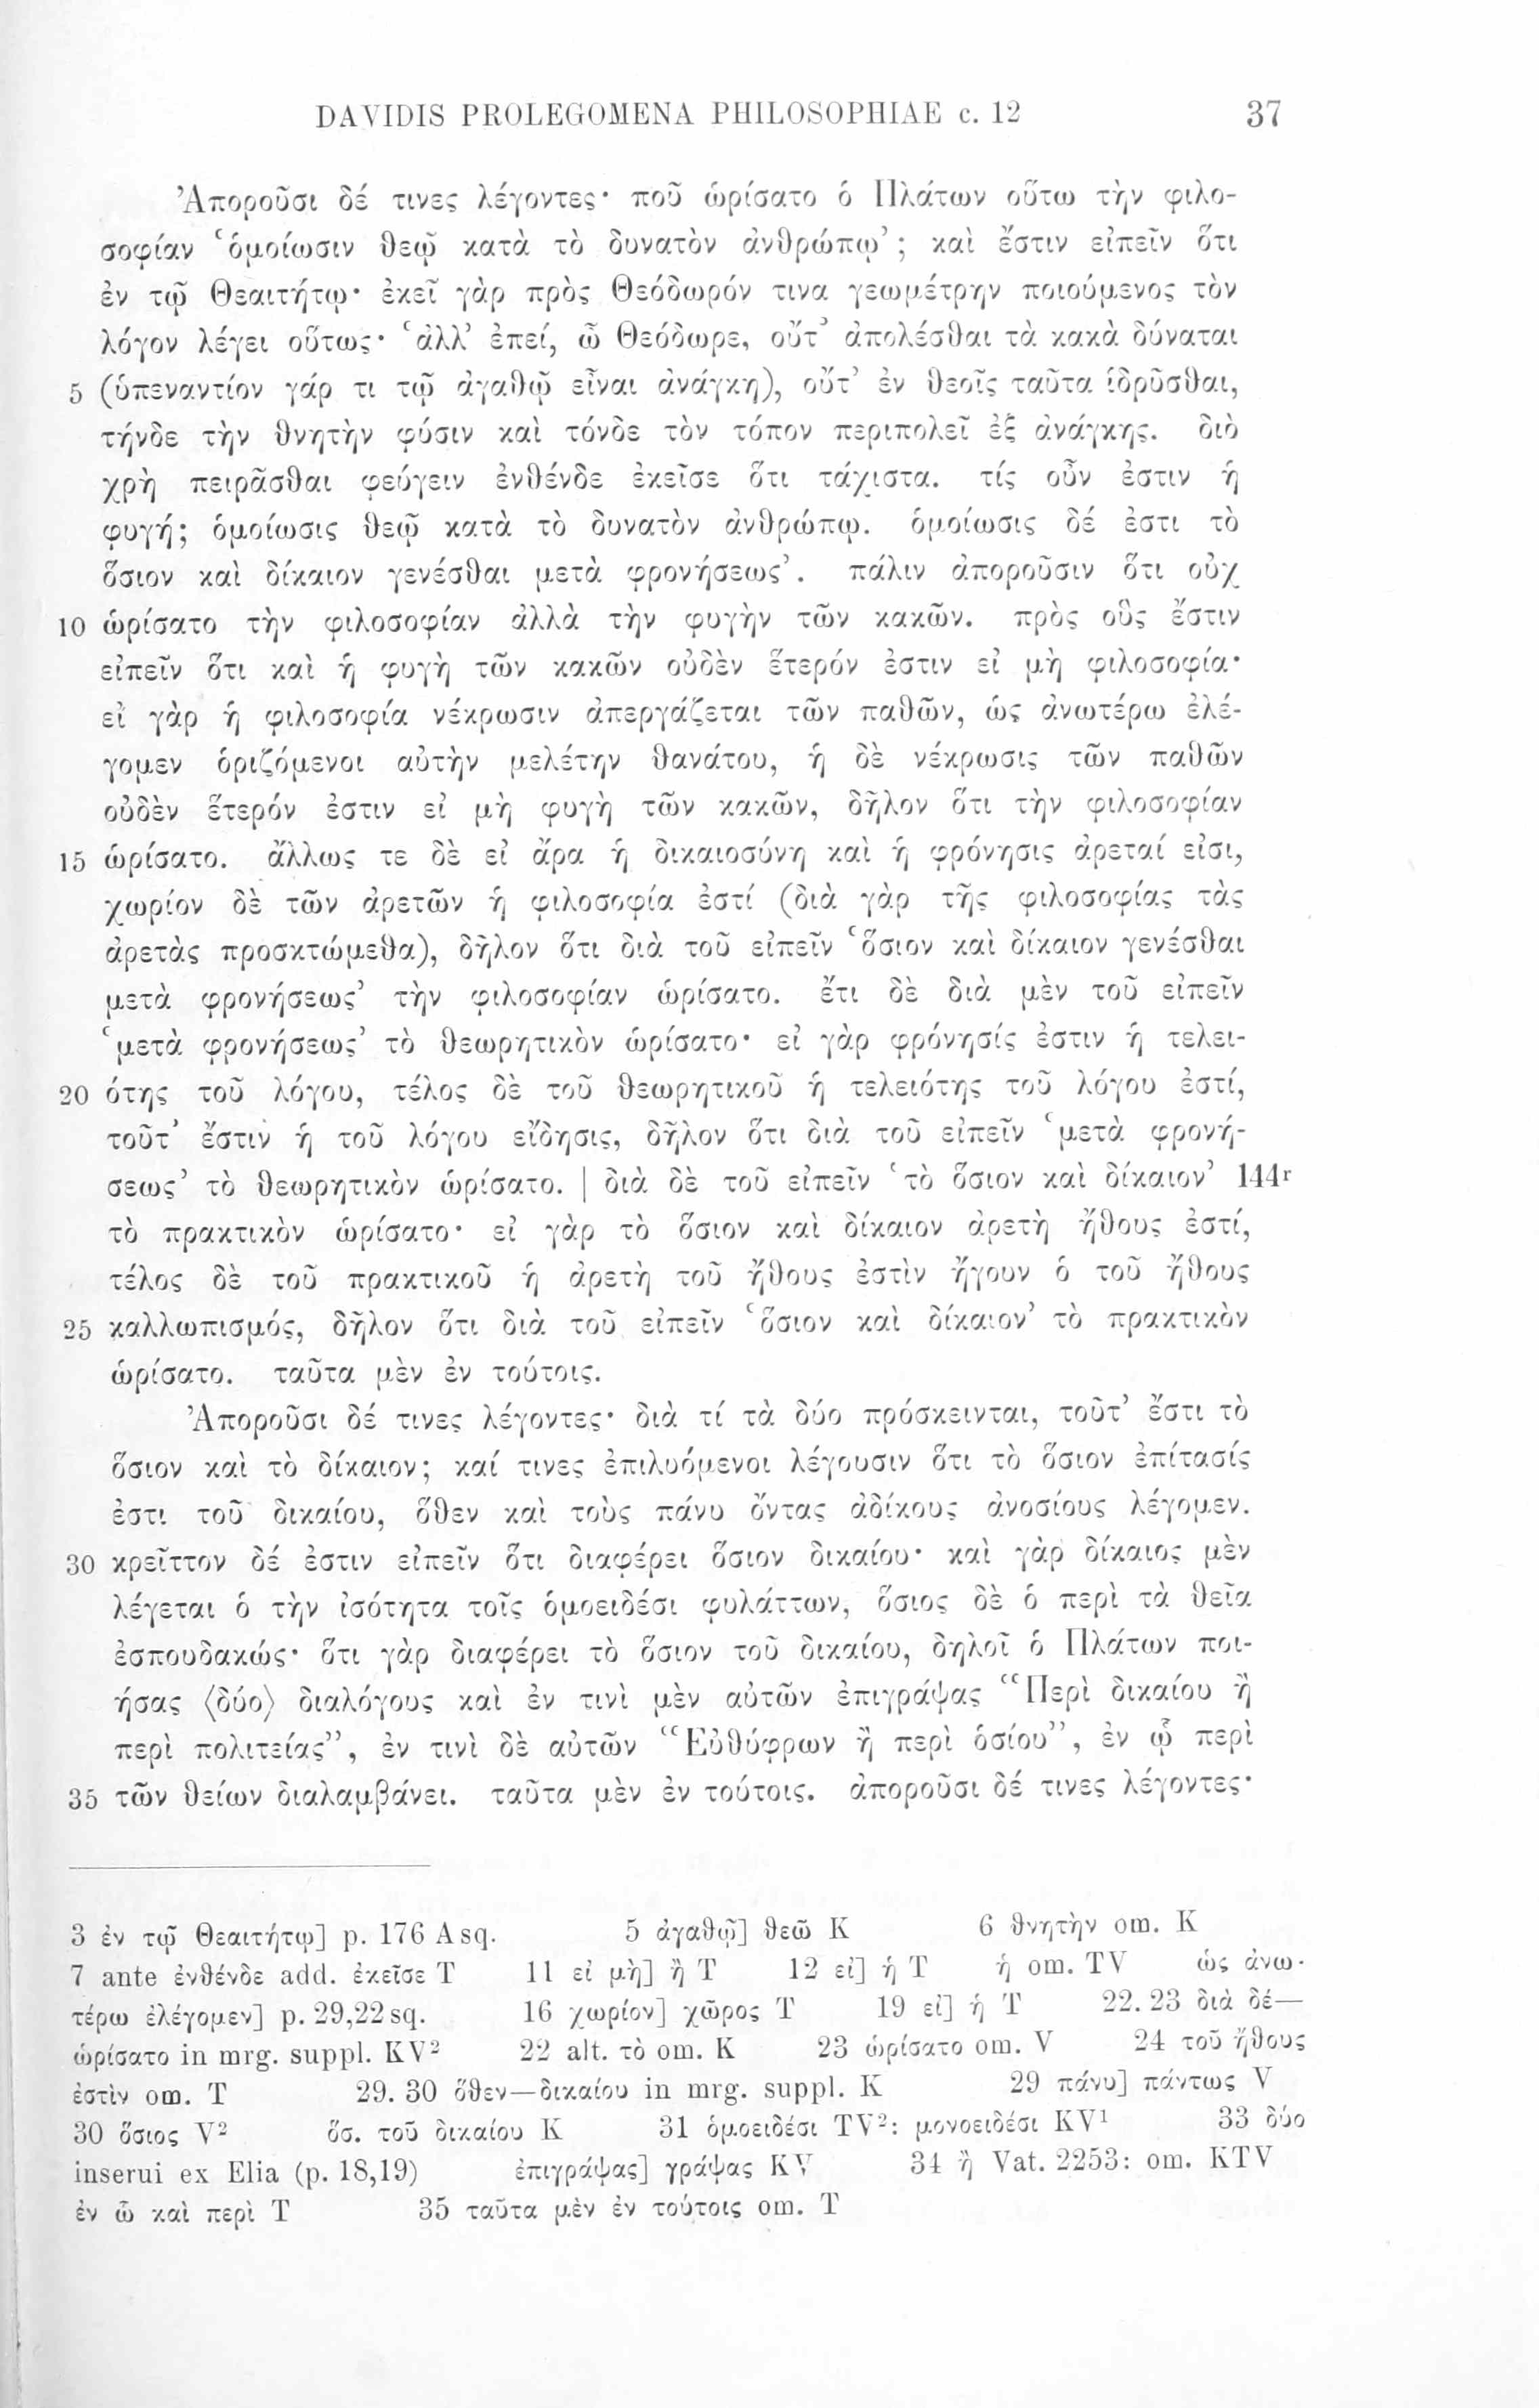 DAVIDIS PROLEGOMENA PHILOSOPHIAE c. 12 37
Ἀποροῦσι δέ τινες λέγοντες· ποῦ ὡρίσατο ὁ Πλάτων οὕτω τὴν φιλο-
σοφίαν ‘ὁμοίωσιν θεῷ κατὰ τὸ δυνατὸν ἀνθρώπῳ’; καὶ ἔστιν εἰπεῖν ὅτι
ἐν τῷ Θεαιτήτῳ· ἐκεῖ γὰρ πρὸς Θεόδωρόν τινα γεωμέτρην ποιούμενος τὸν
λόγον λέγει οὕτως· ‘ἀλλ’ ἐπεί, ὦ Θεόδωρε, οὔτ’ ἀπολέσθαι τὰ κακὰ δύναται
5 (ὑπεναντίον γάρ τι τῷ ἀγαθῷ εἶναι ἀνάγκη), οὔτ’ ἐν θεοῖς ταῦτα ἱδρῦσθαι,
τήνδε τὴν θνητὴν φύσιν καὶ τόνδε τὸν τόπον περιπολεῖ ἐξ ἀνάγκης. διὸ
χρὴ πειρᾶσθαι φεύγειν ἐνθένδε ἐκεῖσε ὅτι τάχιστα. τίς οὖν ἐστιν ἡ
φυγή; ὁμοίωσις θεῷ κατὰ τὸ δυνατὸν ἀνθρώπῳ. ὁμοίωσις δέ ἐστι τὸ
ὅσιον καὶ δίκαιον γενέσθαι μετὰ φρονήσεως’. πάλιν ἀποροῦσιν ὅτι οὐχ
10 ὡρίσατο τὴν φιλοσοφίαν ἀλλὰ τὴν φυγὴν τῶν κακῶν. πρὸς οὓς ἔστιν
εἰπεῖν ὅτι καὶ ἡ φυγὴ τῶν κακῶν οὐδὲν ἕτερόν ἐστιν εἰ μὴ φιλοσοφία·
εἰ γὰρ ἡ φιλοσοφία νέκρωσιν ἀπεργάζεται τῶν παθῶν, ὡς ἀνωτέρω ἐλέ-
γομεν ὁριζόμενοι αὐτὴν μελέτην θανάτου, ἡ δὲ νέκρωσις τῶν παθῶν
οὐδὲν ἕτερόν ἐστιν εἰ μὴ φυγὴ τῶν κακῶν, δῆλον ὅτι τὴν φιλοσοφίαν
15 ὡρίσατο. ἄλλως τε δὲ εἰ ἄρα ἡ δικαιοσύνη καὶ ἡ φρόνησις ἀρεταί εἰσι,
χωρίον δὲ τῶν ἀρετῶν ἡ φιλοσοφία ἐστί (διὰ γὰρ τῆς φιλοσοφίας τὰς
ἀρετὰς προσκτώμεθα), δῆλον ὅτι διὰ τοῦ εἰπεῖν ‘ὅσιον καὶ δίκαιον γενέσθαι
μετὰ φρονήσεως’ τὴν φιλοσοφίαν ὡρίσατο. ἔτι δὲ διὰ μὲν τοῦ εἰπεῖν
‘μετὰ φρονήσεως’ τὸ θεωρητικὸν ὡρίσατο· εἰ γὰρ φρόνησίς ἐστιν ἡ τελει-
20 ότης τοῦ λόγου, τέλος δὲ τοῦ θεωρητικοῦ ἡ τελειότης τοῦ λόγου ἐστί,
τοῦτ’ ἔστιν ἡ τοῦ λόγου εἴδησις, δῆλον ὅτι διὰ τοῦ εἰπεῖν ‘μετὰ φρονή-
σεως’ τὸ θεωρητικὸν ὡρίσατο. | διὰ δὲ τοῦ εἰπεῖν ‘τὸ ὅσιον καὶ δίκαιον’ 144r
τὸ πρακτικὸν ὡρίσατο· εἰ γὰρ τὸ ὅσιον καὶ δίκαιον ἀρετὴ ἤθους ἐστί,
τέλος δὲ τοῦ πρακτικοῦ ἡ ἀρετὴ τοῦ ἤθους ἐστὶν ἤγουν ὁ τοῦ ἤθους
25 καλλωπισμός, δῆλον ὅτι διὰ τοῦ εἰπεῖν ‘ὅσιον καὶ δίκαιον’ τὸ πρακτικὸν
ὡρίσατο. ταῦτα μὲν ἐν τούτοις.
Ἀποροῦσι δέ τινες λέγοντες· διὰ τί τὰ δύο πρόσκεινται, τοῦτ’ ἔστι τὸ
ὅσιον καὶ τὸ δίκαιον; καί τινες ἐπιλυόμενοι λέγουσιν ὅτι τὸ ὅσιον ἐπίτασίς
ἐστι τοῦ δικαίου, ὅθεν καὶ τοὺς πάνυ ὄντας ἀδίκους ἀνοσίους λέγομεν.
30 κρεῖττον δέ ἐστιν εἰπεῖν ὅτι διαφέρει ὅσιον δικαίου· καὶ γὰρ δίκαιος μὲν
λέγεται ὁ τὴν ἰσότητα τοῖς ὁμοειδέσι φυλάττων, ὅσιος δὲ ὁ περὶ τὰ θεῖα
ἐσπουδακώς· ὅτι γὰρ διαφέρει τὸ ὅσιον τοῦ δικαίου, δηλοῖ ὁ Πλάτων ποι-
ήσας ⟨δύο⟩ διαλόγους καὶ ἐν τινὶ μὲν αὐτῶν ἐπιγράψας “Περὶ δικαίου ἢ
περὶ πολιτείας”, ἐν τινὶ δὲ αὐτῶν “Εὐθύφρων ἢ περὶ ὁσίου”, ἐν ᾧ περὶ
35 τῶν θείων διαλαμβάνει. ταῦτα μὲν ἐν τούτοις. ἀποροῦσι δέ τινες λέγοντες·
3 ἐν τῷ Θεαιτήτῳ] p. 176 A sq. 5 ἀγαθῷ] θεῶ K 6 θνητὴν om. K
7 ante ἐνθένδε add. ἐκεῖσε T 11 εἰ μὴ] ἢ T 12 εἰ] ἡ T ἡ om. TV ὡς ἀνω-
τέρω ἐλέγομεν] p. 29,22 sq. 16 χωρίον] χῶρος T 19 εἰ] ἡ T 22. 23 διὰ δέ—
ὡρίσατο in mrg. suppl. KV² 22 alt. τὸ om. K 23 ὡρίσατο om. V 24 τοῦ ἤθους
ἐστὶν om. T 29. 30 ὅθεν—δικαίου in mrg. suppl. K 29 πάνυ] πάντως V
30 ὅσιος V² ὅσ. τοῦ δικαίου K 31 ὁμοειδέσι TV²: μονοειδέσι KV¹ 33 δύο
inserui ex Elia (p. 18,19) ἐπιγράψας] γράψας KV 34 ἢ Vat. 2253: om. KTV
ἐν ὦ καὶ περὶ T 35 ταῦτα μὲν ἐν τούτοις om. T